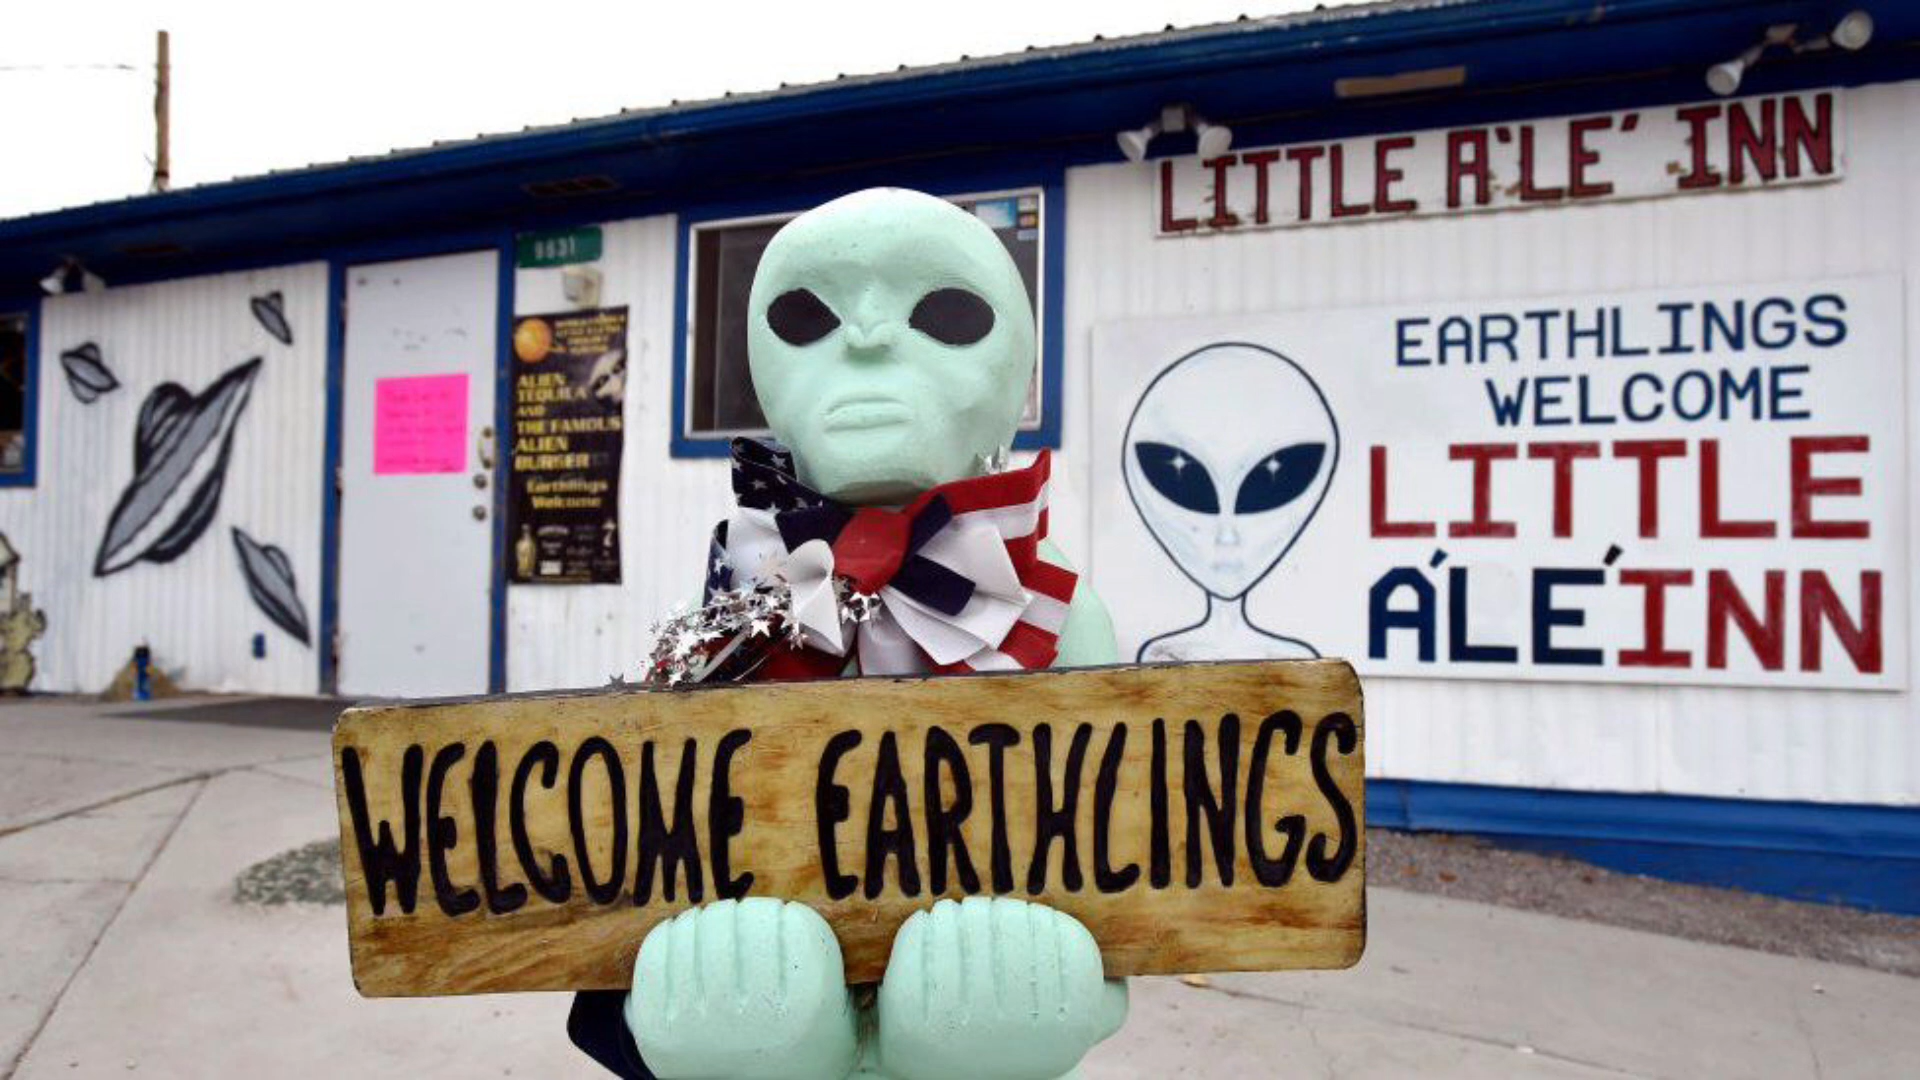 LITTLE A'LE' INN
EARTHLINGS
WELCOME
LITTLE
A'LE'INN
9631
ALIEN
TEQUILA
AND
THE FAMOUS
ALIEN
BURGER
Earthlings
Welcome
WELCOME EARTHLINGS